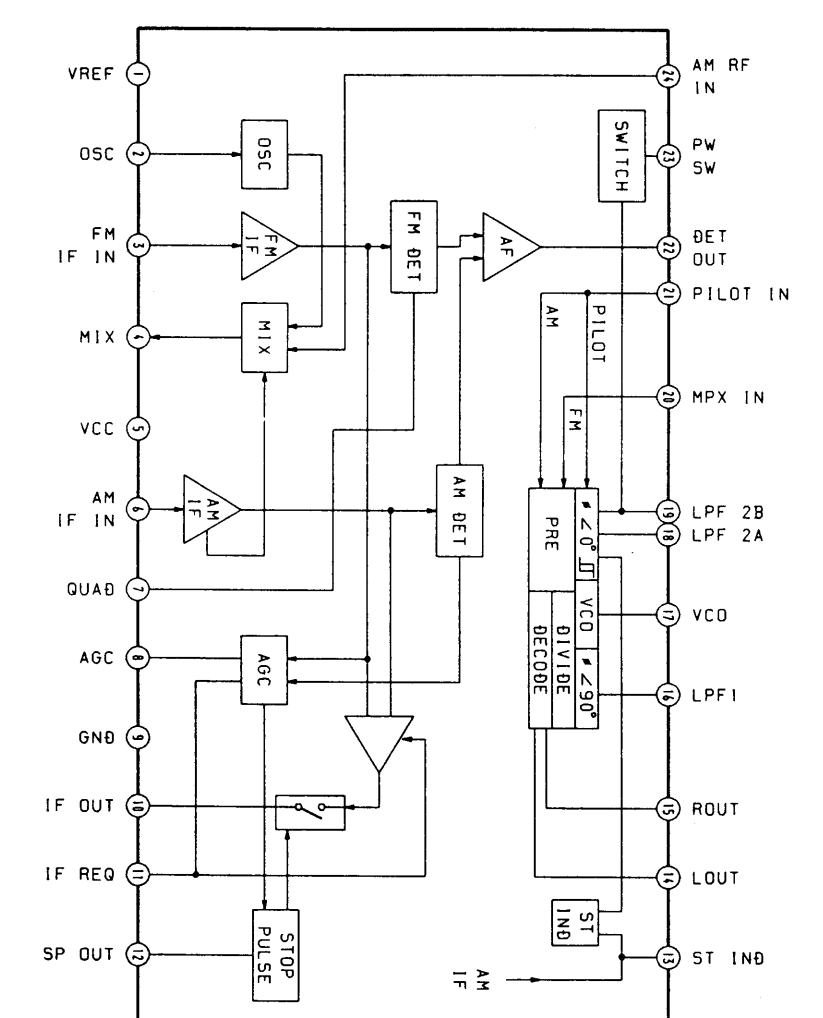 VREF 1
OSC 2
FM
IF IN 3
MIX 4
VCC 5
AM
IF IN 6
QUAD 7
AGC 8
GND 9
IF OUT 10
IF REQ 11
SP OUT 12
OSC
FM
IF
MIX
AM
IF
AGC
STOP
PULSE
FM DET
AF
AM DET
SWITCH
AM
PILOT
FM
PRE
∠0°
VCO
DIVIDE
DECODE
∠90°
ST
IND
AM
IF
24 AM RF
IN
23 PW
SW
22 DET
OUT
21 PILOT IN
20 MPX IN
19 LPF 2B
18 LPF 2A
17 VCO
16 LPF1
15 ROUT
14 LOUT
13 ST IND